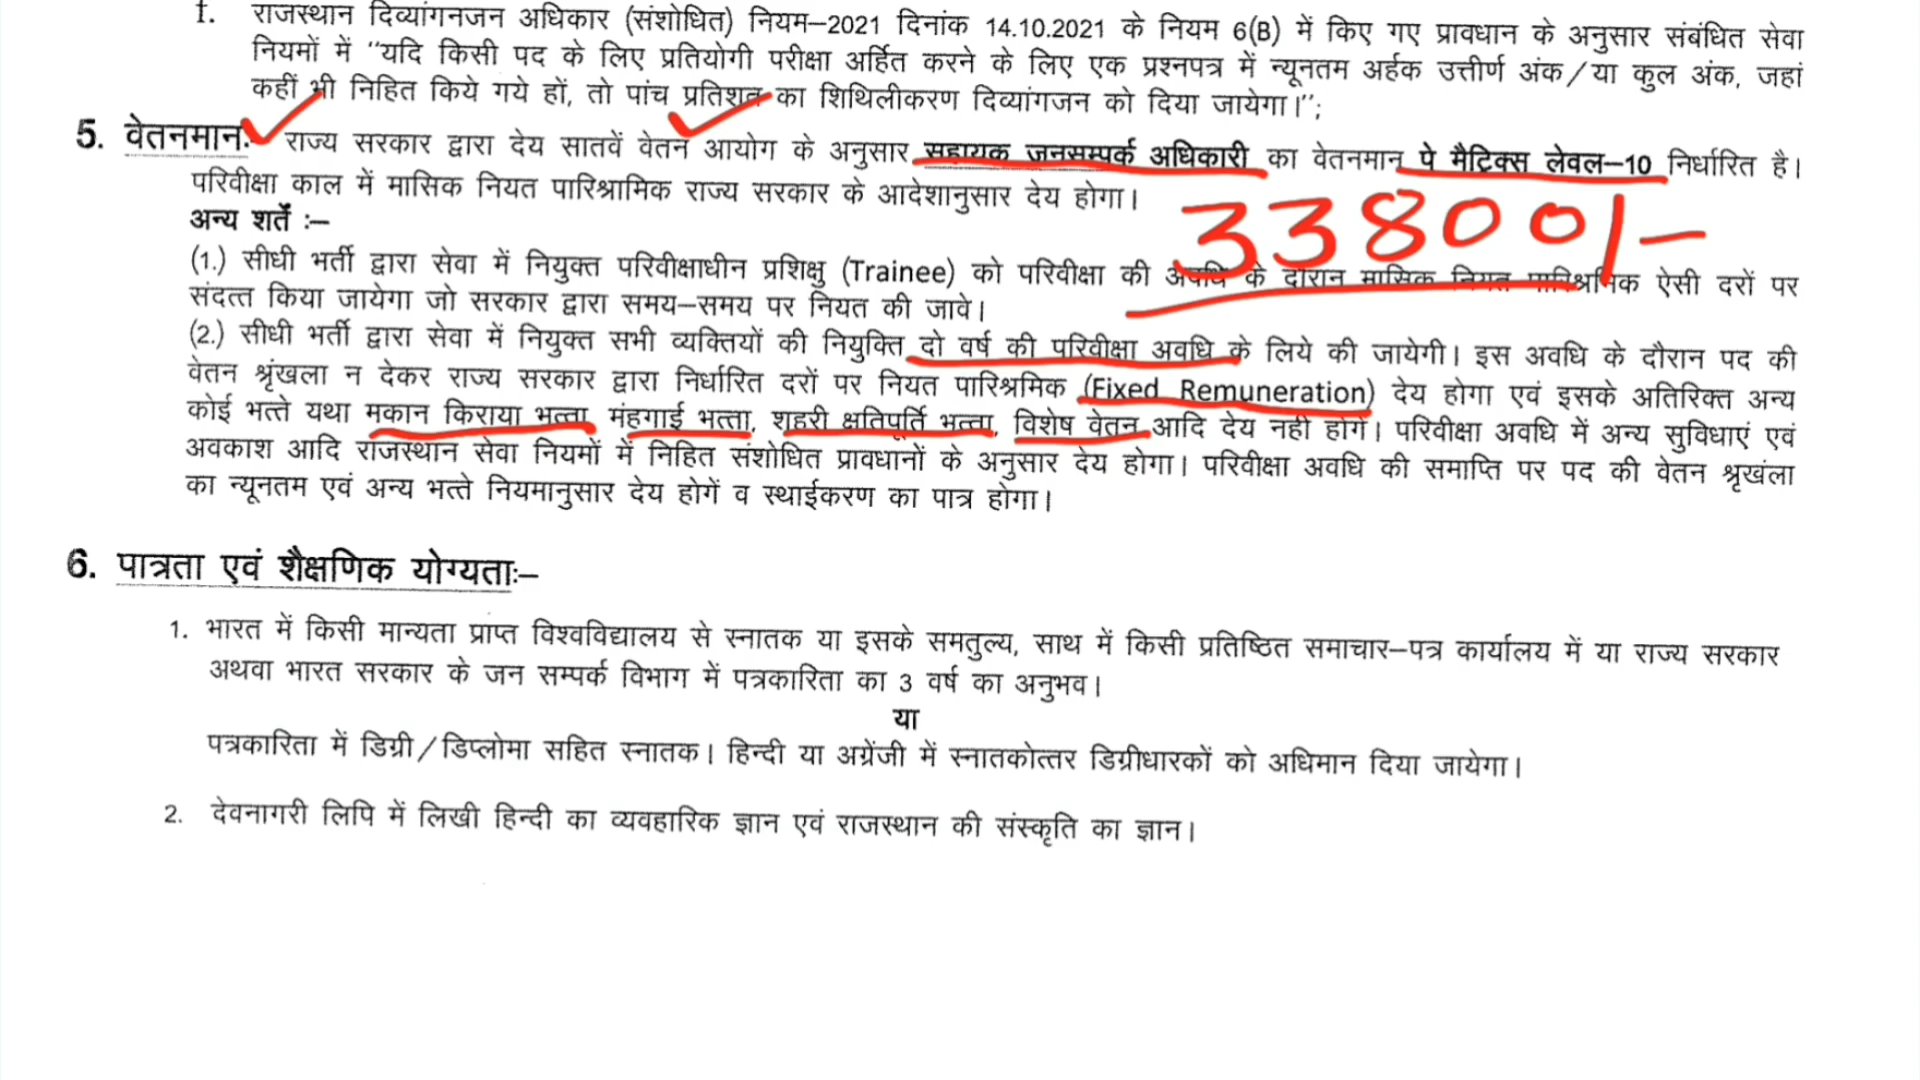 f. राजस्थान दिव्यांगनजन अधिकार (संशोधित) नियम–2021 दिनांक 14.10.2021 के नियम 6(B) में किए गए प्रावधान के अनुसार संबंधित सेवा
नियमों में ‘‘यदि किसी पद के लिए प्रतियोगी परीक्षा अर्हित करने के लिए एक प्रश्नपत्र में न्यूनतम अर्हक उत्तीर्ण अंक/या कुल अंक, जहां
कहीं भी निहित किये गये हों, तो पांच प्रतिशत का शिथिलीकरण दिव्यांगजन को दिया जायेगा।’’;
5. वेतनमानः– राज्य सरकार द्वारा देय सातवें वेतन आयोग के अनुसार सहायक जनसम्पर्क अधिकारी का वेतनमान पे मैट्रिक्स लेवल–10 निर्धारित है।
परिवीक्षा काल में मासिक नियत पारिश्रामिक राज्य सरकार के आदेशानुसार देय होगा।
33800/–
अन्य शर्तें :–
(1.) सीधी भर्ती द्वारा सेवा में नियुक्त परिवीक्षाधीन प्रशिक्षु (Trainee) को परिवीक्षा की अवधि के दौरान मासिक नियत पारिश्रमिक ऐसी दरों पर
संदत्त किया जायेगा जो सरकार द्वारा समय–समय पर नियत की जावे।
(2.) सीधी भर्ती द्वारा सेवा में नियुक्त सभी व्यक्तियों की नियुक्ति दो वर्ष की परिवीक्षा अवधि के लिये की जायेगी। इस अवधि के दौरान पद की
वेतन श्रृंखला न देकर राज्य सरकार द्वारा निर्धारित दरों पर नियत पारिश्रमिक (Fixed Remuneration) देय होगा एवं इसके अतिरिक्त अन्य
कोई भत्ते यथा मकान किराया भत्ता, मंहगाई भत्ता, शहरी क्षतिपूर्ति भत्ता, विशेष वेतन आदि देय नही होगें। परिवीक्षा अवधि में अन्य सुविधाएं एवं
अवकाश आदि राजस्थान सेवा नियमों में निहित संशोधित प्रावधानों के अनुसार देय होगा। परिवीक्षा अवधि की समाप्ति पर पद की वेतन श्रृखंला
का न्यूनतम एवं अन्य भत्ते नियमानुसार देय होगें व स्थाईकरण का पात्र होगा।
6. पात्रता एवं शैक्षणिक योग्यताः–
1. भारत में किसी मान्यता प्राप्त विश्वविद्यालय से स्नातक या इसके समतुल्य, साथ में किसी प्रतिष्ठित समाचार–पत्र कार्यालय में या राज्य सरकार
अथवा भारत सरकार के जन सम्पर्क विभाग में पत्रकारिता का 3 वर्ष का अनुभव।
या
पत्रकारिता में डिग्री/डिप्लोमा सहित स्नातक। हिन्दी या अग्रेंजी में स्नातकोत्तर डिग्रीधारकों को अधिमान दिया जायेगा।
2. देवनागरी लिपि में लिखी हिन्दी का व्यवहारिक ज्ञान एवं राजस्थान की संस्कृति का ज्ञान।